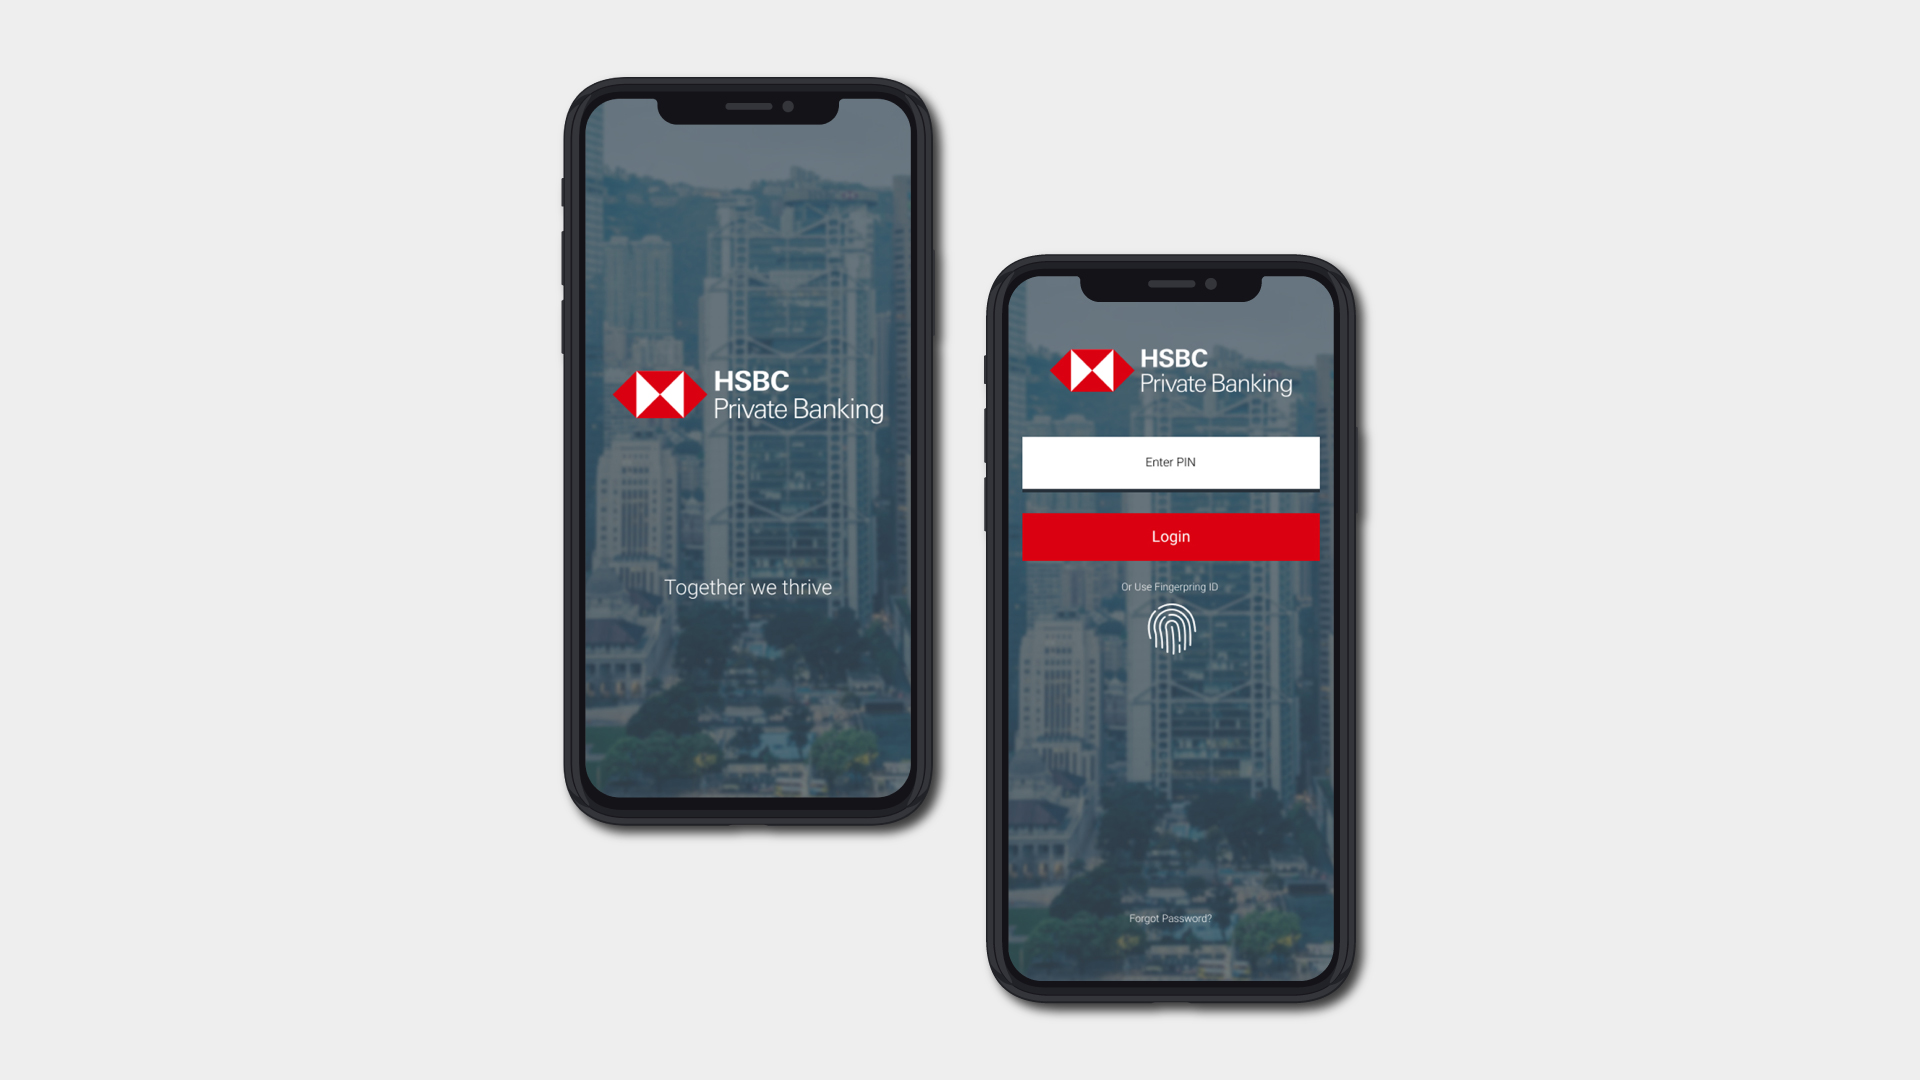 HSBC
Private Banking
Together we thrive
HSBC
Private Banking
Enter PIN
Login
Or Use Fingerpring ID
Forgot Password?